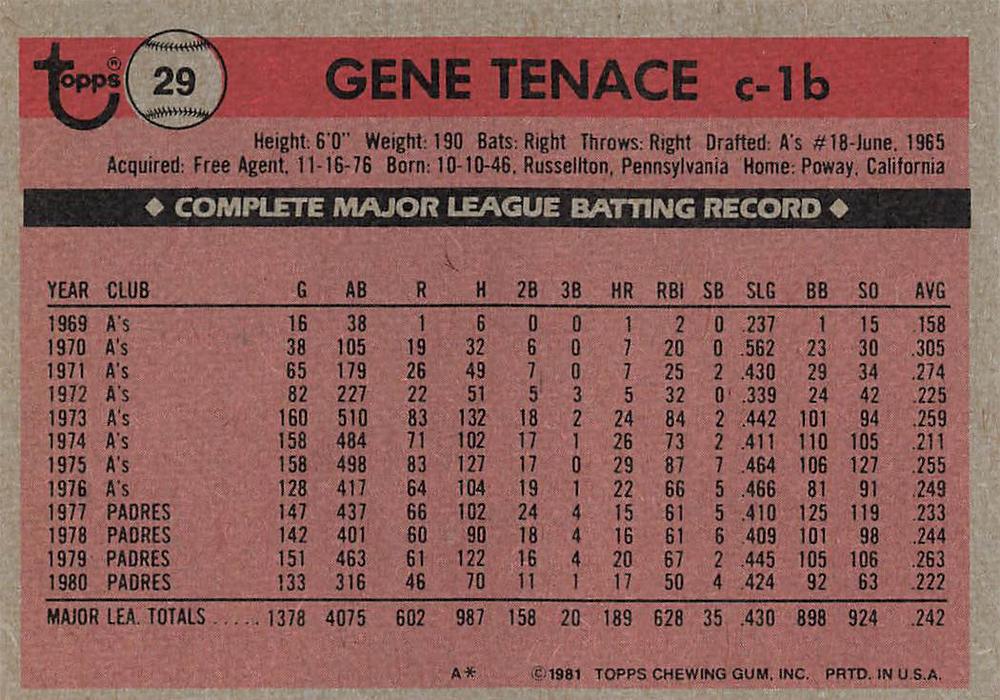 Topps® 29 GENE TENACE c-1b
Height: 6'0" Weight: 190 Bats: Right Throws: Right Drafted: A's #18-June, 1965
Acquired: Free Agent, 11-16-76 Born: 10-10-46, Russellton, Pennsylvania Home: Poway, California
◆ COMPLETE MAJOR LEAGUE BATTING RECORD ◆
YEAR CLUB G AB R H 2B 3B HR RBI SB SLG BB SO AVG
1969 A's 16 38 1 6 0 0 1 2 0 .237 1 15 .158
1970 A's 38 105 19 32 6 0 7 20 0 .562 23 30 .305
1971 A's 65 179 26 49 7 0 7 25 2 .430 29 34 .274
1972 A's 82 227 22 51 5 3 5 32 0 .339 24 42 .225
1973 A's 160 510 83 132 18 2 24 84 2 .442 101 94 .259
1974 A's 158 484 71 102 17 1 26 73 2 .411 110 105 .211
1975 A's 158 498 83 127 17 0 29 87 7 .464 106 127 .255
1976 A's 128 417 64 104 19 1 22 66 5 .466 81 91 .249
1977 PADRES 147 437 66 102 24 4 15 61 5 .410 125 119 .233
1978 PADRES 142 401 60 90 18 4 16 61 6 .409 101 98 .244
1979 PADRES 151 463 61 122 16 4 20 67 2 .445 105 106 .263
1980 PADRES 133 316 46 70 11 1 17 50 4 .424 92 63 .222
MAJOR LEA. TOTALS ..... 1378 4075 602 987 158 20 189 628 35 .430 898 924 .242
A* ©1981 TOPPS CHEWING GUM, INC. PRTD. IN U.S.A.